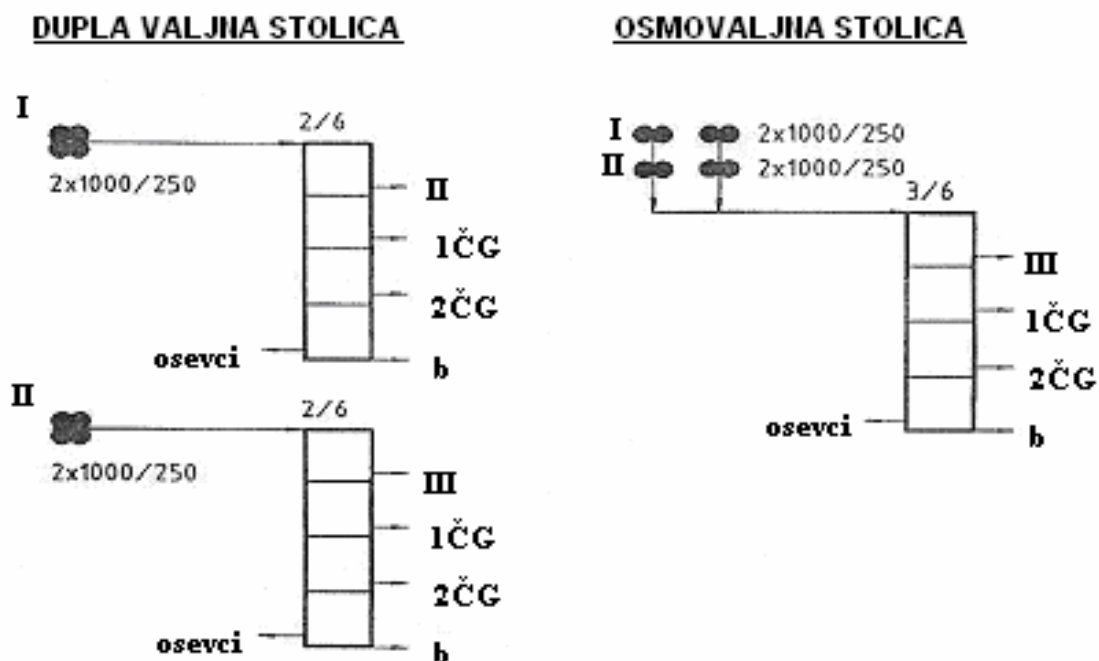 DUPLA VALJNA STOLICA
I
2/6
2x1000/250
II
1ČG
2ČG
osevci
b
II
2/6
2x1000/250
III
1ČG
2ČG
osevci
b
OSMOVALJNA STOLICA
I
2x1000/250
II
2x1000/250
3/6
III
1ČG
2ČG
osevci
b